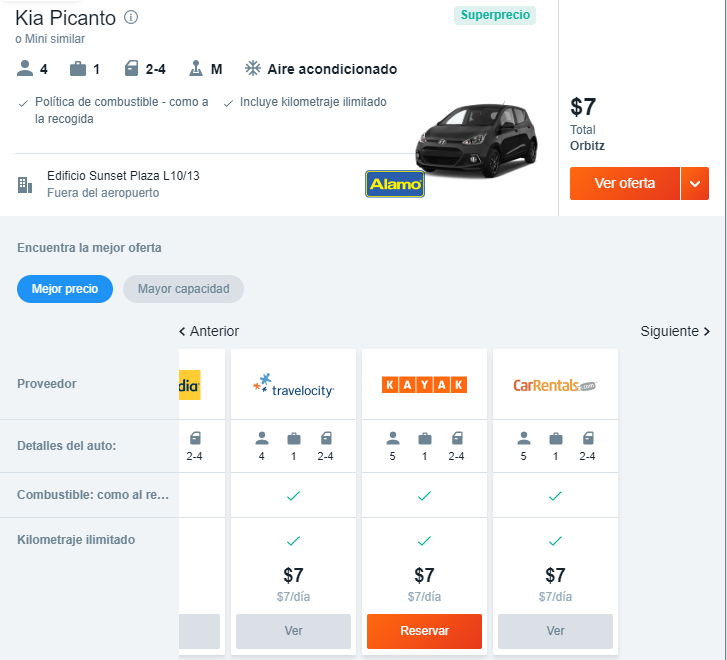 Kia Picanto
Superprecio
o Mini similar
4 1 2-4 M Aire acondicionado
Política de combustible - como a la recogida
Incluye kilometraje ilimitado
$7
Total
Orbitz
Ver oferta
Edificio Sunset Plaza L10/13
Fuera del aeropuerto
Alamo
Encuentra la mejor oferta
Mejor precio Mayor capacidad
Anterior Siguiente
Proveedor dia travelocity KAYAK CarRentals.com
Detalles del auto: 2-4 4 1 2-4 5 1 2-4 5 1 2-4
Combustible: como al re...
Kilometraje ilimitado
$7 $7 $7
$7/día $7/día $7/día
Ver Reservar Ver